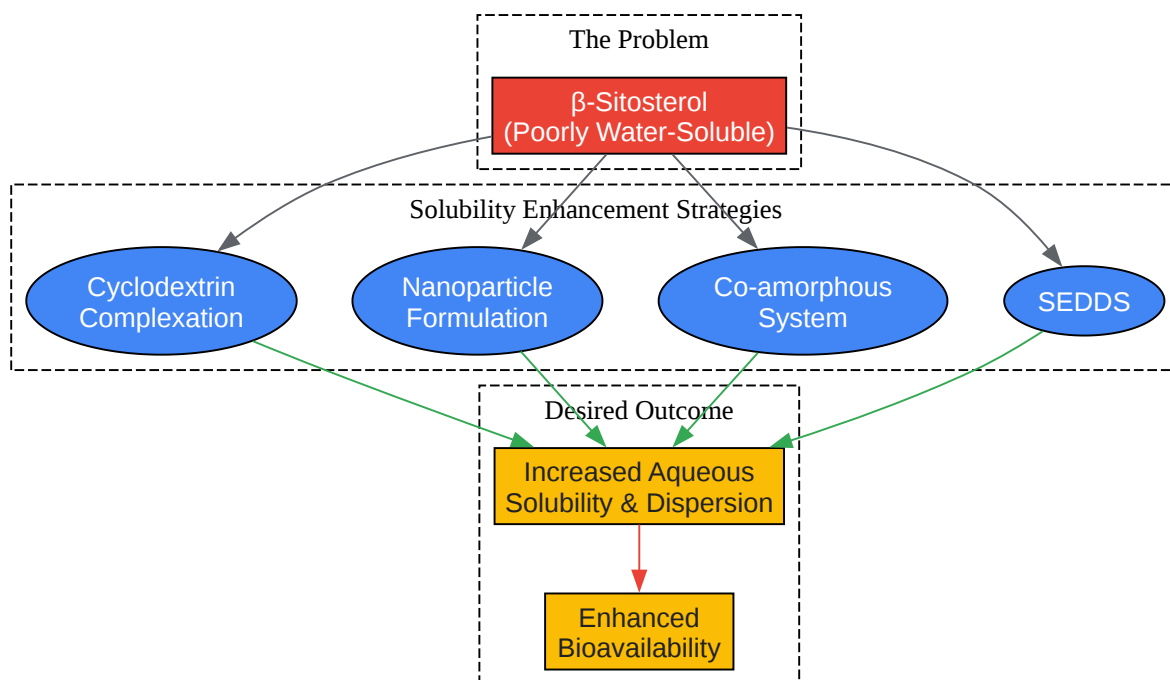 The Problem
β-Sitosterol
(Poorly Water-Soluble)
Solubility Enhancement Strategies
Cyclodextrin
Complexation
Nanoparticle
Formulation
Co-amorphous
System
SEDDS
Desired Outcome
Increased Aqueous
Solubility & Dispersion
Enhanced
Bioavailability